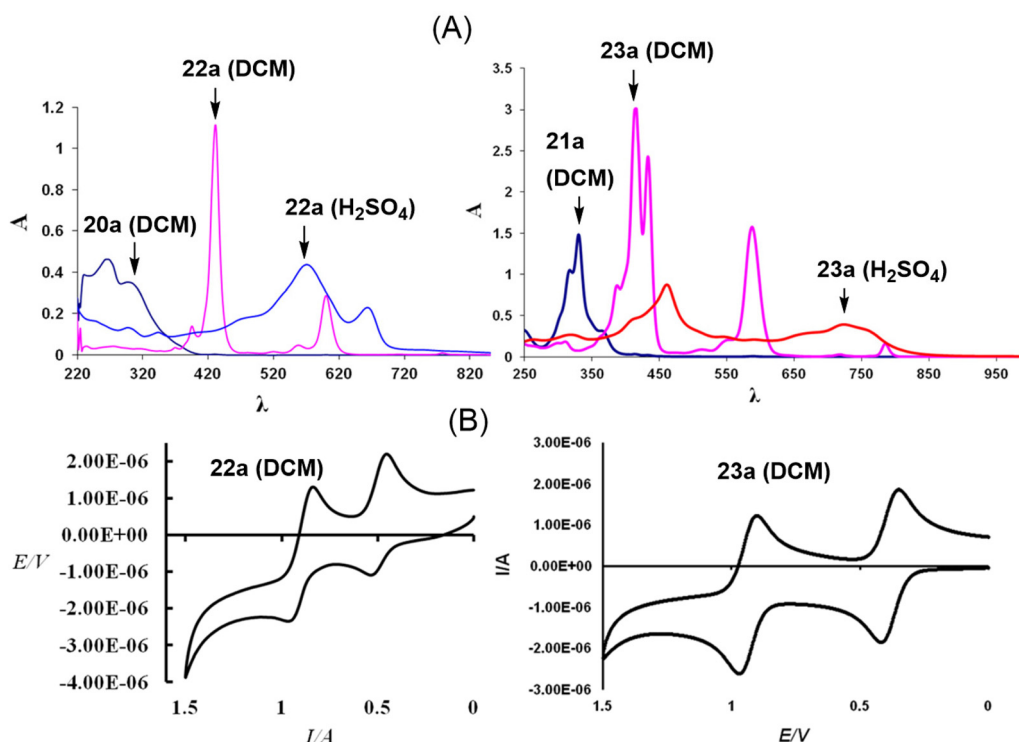 (A)
22a (DCM)
1.2
1
0.8
0.6
0.4
0.2
0
A
20a (DCM)
22a (H₂SO₄)
220 320 420 520 620 720
λ
23a (DCM)
3.5
3
2.5
2
1.5
1
0.5
0
A
21a
(DCM)
23a (H₂SO₄)
250 350 450 550 650 750 850 950
λ
(B)
22a (DCM)
2.00E-06
1.00E-06
0.00E+00
-1.00E-06
-2.00E-06
-3.00E-06
-4.00E-06
E/V
1.5 1 0.5 0
I/A
23a (DCM)
3.00E-06
2.00E-06
1.00E-06
0.00E+00
-1.00E-06
-2.00E-06
-3.00E-06
I/A
1.5 1 0.5 0
E/V